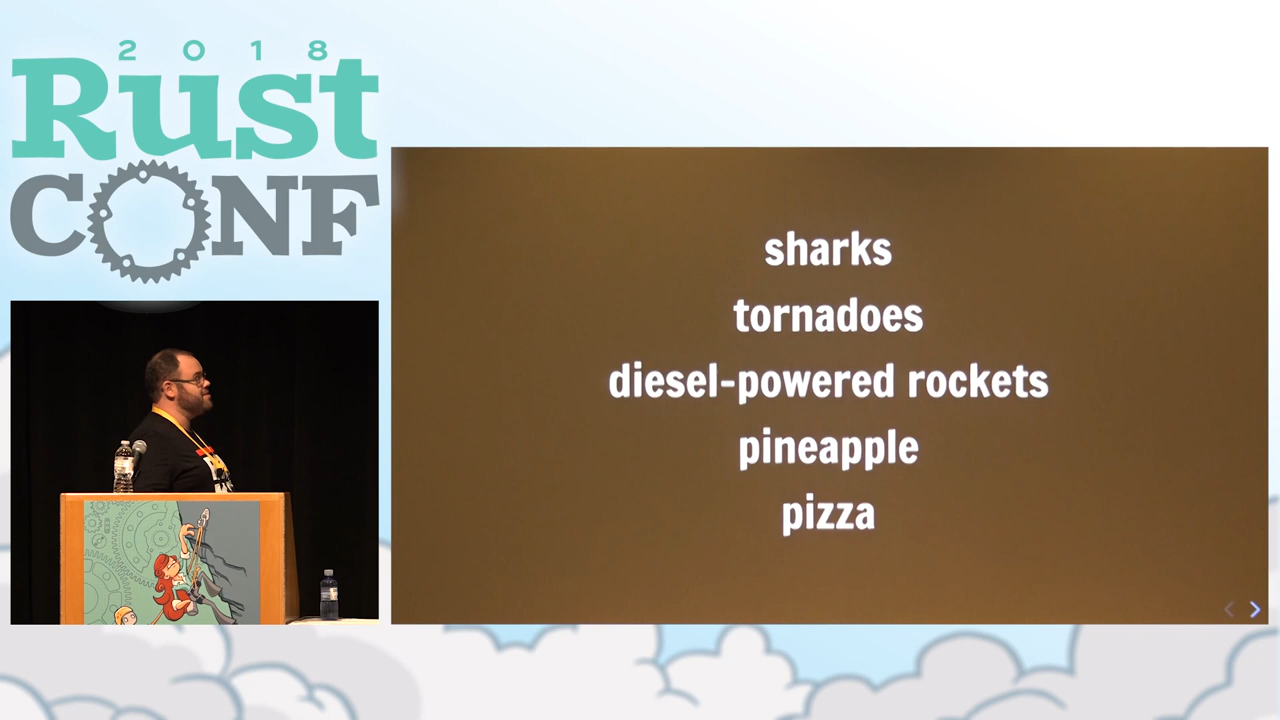 2018
Rust
CONF
sharks
tornadoes
diesel-powered rockets
pineapple
pizza